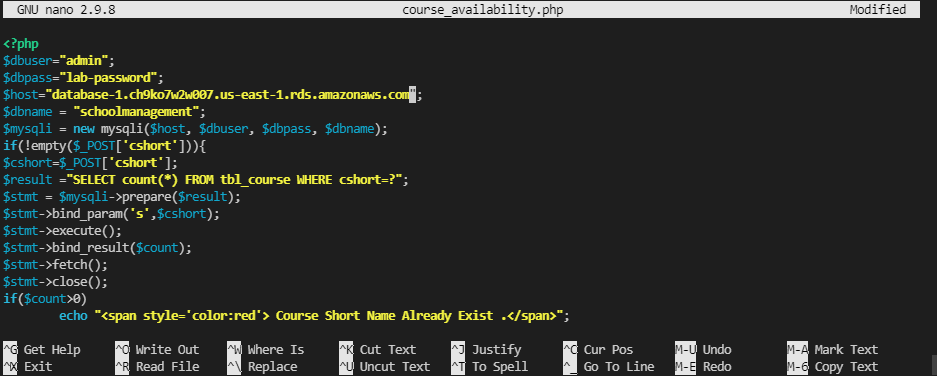 GNU nano 2.9.8 course_availability.php Modified
<?php
$dbuser="admin";
$dbpass="lab-password";
$host="database-1.ch9ko7w2w007.us-east-1.rds.amazonaws.com";
$dbname = "schoolmanagement";
$mysqli = new mysqli($host, $dbuser, $dbpass, $dbname);
if(!empty($_POST['cshort'])){
$cshort=$_POST['cshort'];
$result ="SELECT count(*) FROM tbl_course WHERE cshort=?";
$stmt = $mysqli->prepare($result);
$stmt->bind_param('s',$cshort);
$stmt->execute();
$stmt->bind_result($count);
$stmt->fetch();
$stmt->close();
if($count>0)
echo "<span style='color:red'> Course Short Name Already Exist .</span>";
^G Get Help ^O Write Out ^W Where Is ^K Cut Text ^J Justify ^C Cur Pos M-U Undo M-A Mark Text
^X Exit ^R Read File ^\ Replace ^U Uncut Text ^T To Spell ^_ Go To Line M-E Redo M-6 Copy Text